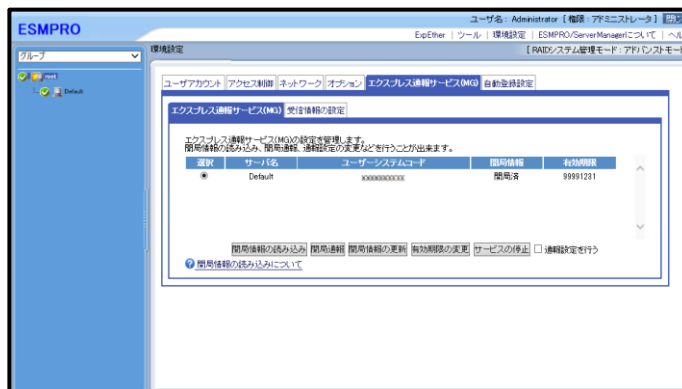 ユーザ名: Administrator [ 権限: アドミニストレータ ]
ESMPRO
ExpEther | ツール | 環境設定 | ESMPRO/ServerManagerについて | ヘル
グループ
環境設定
[ RAIDシステム管理モード: アドバンストモード
root
Default
ユーザアカウント アクセス制御 ネットワーク オプション エクスプレス通報サービス(MG) 自動登録設定
エクスプレス通報サービス(MG) 受信情報の設定
エクスプレス通報サービス(MG)の設定を管理します。
開局情報の読み込み、開局通報、通報設定の変更などを行うことが出来ます。
選択 サーバ名 ユーザーシステムコード 開局情報 有効期限
Default 開局済 99991231
開局情報の読み込み 開局通報 開局情報の更新 有効期限の変更 サービスの停止 通報設定を行う
開局情報の読み込みについて